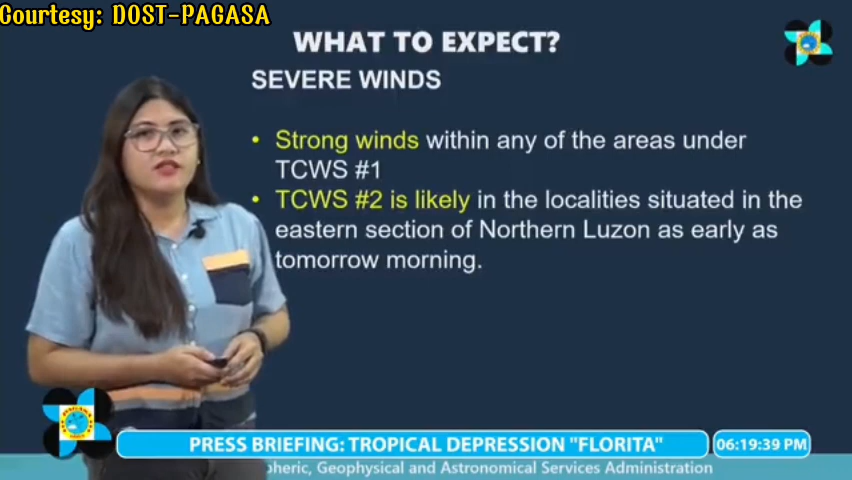 Courtesy: DOST-PAGASA
WHAT TO EXPECT?
SEVERE WINDS
• Strong winds within any of the areas under
TCWS #1
• TCWS #2 is likely in the localities situated in the
eastern section of Northern Luzon as early as
tomorrow morning.
PRESS BRIEFING: TROPICAL DEPRESSION "FLORITA"
06:19:39 PM
pheric, Geophysical and Astronomical Services Administration